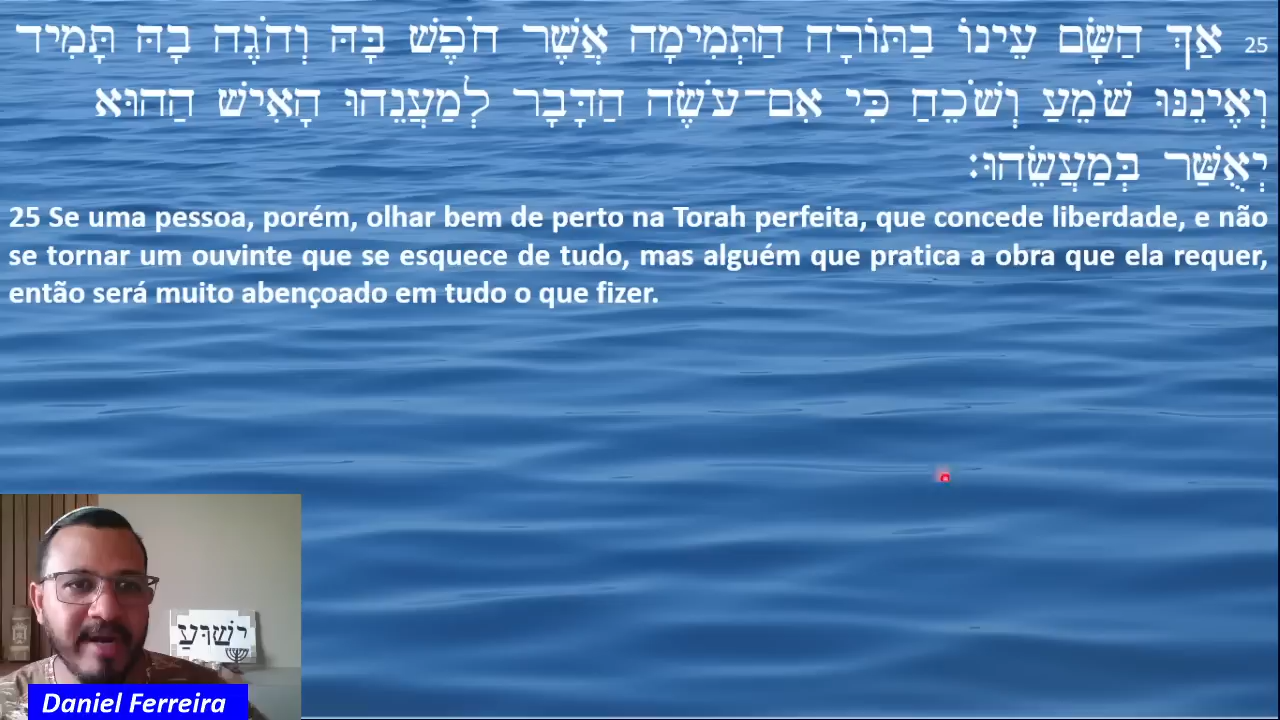 25 אַךְ הַשָּׂם עֵינוֹ בַתּוֹרָה הַתְּמִימָה אֲשֶׁר חֹפֶשׁ בָּהּ וְהֹגֶה בָהּ תָּמִיד
וְאֵינֶנּוּ שֹׁמֵעַ וְשֹׁכֵחַ כִּי אִם־עֹשֶׂה הַדָּבָר לְמַעֲנֵהוּ הָאִישׁ הַהוּא
יְאֻשַּׁר בְּמַעֲשֵׂהוּ׃
25 Se uma pessoa, porém, olhar bem de perto na Torah perfeita, que concede liberdade, e não
se tornar um ouvinte que se esquece de tudo, mas alguém que pratica a obra que ela requer,
então será muito abençoado em tudo o que fizer.
יֵשׁוּעַ
Daniel Ferreira